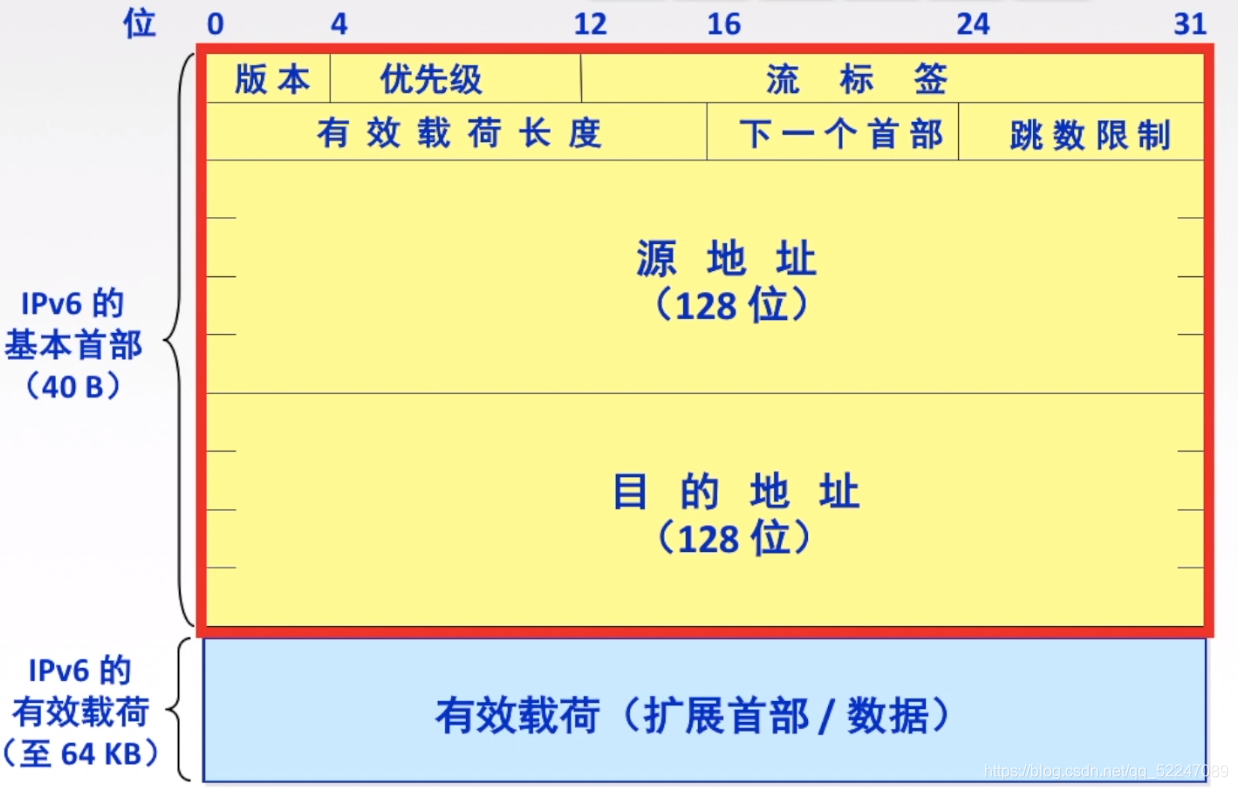 位 0 4 12 16 24 31
版本 优先级 流标签
有效载荷长度 下一个首部 跳数限制
源地址
（128 位）
IPv6 的
基本首部
（40 B）
目的地址
（128 位）
IPv6 的
有效载荷
（至 64 KB）
有效载荷（扩展首部 / 数据）
https://blog.csdn.net/qq_52247089